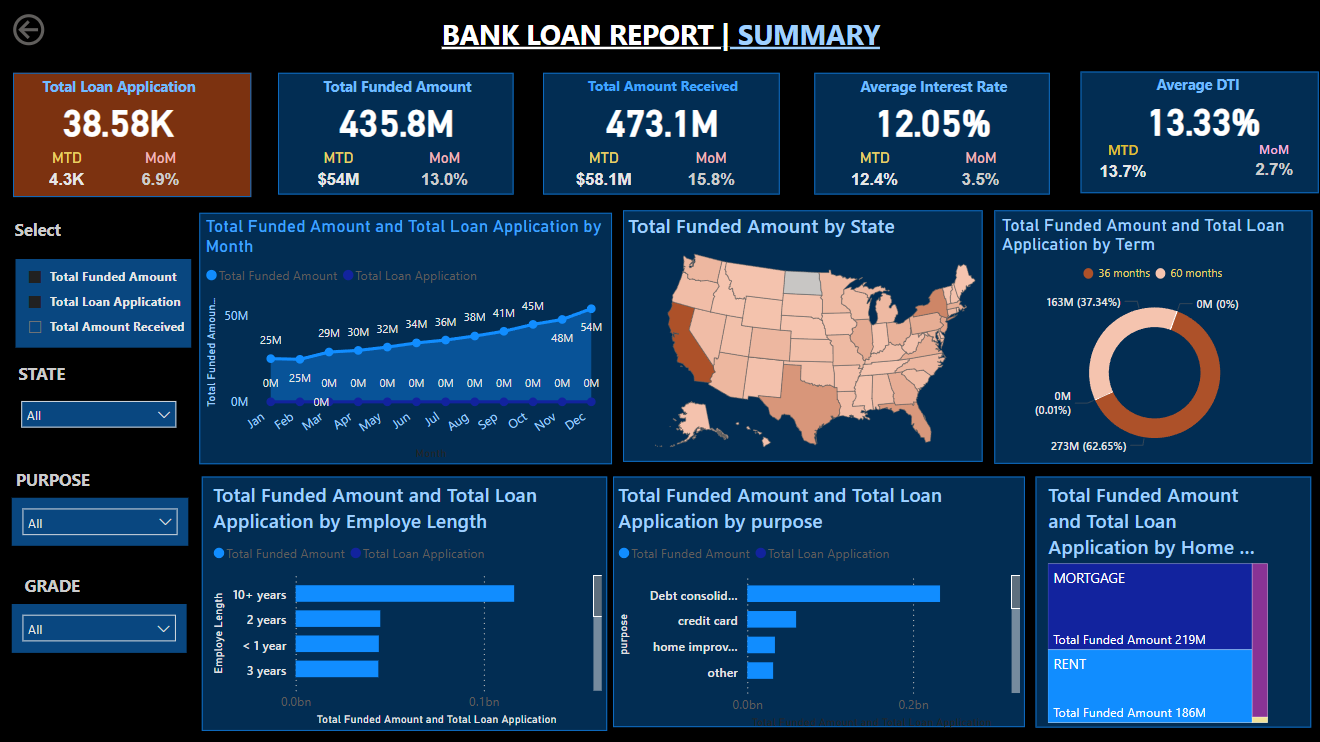 BANK LOAN REPORT | SUMMARY
Total Loan Application
38.58K
MTD MoM
4.3K 6.9%
Total Funded Amount
435.8M
MTD MoM
$54M 13.0%
Total Amount Received
473.1M
MTD MoM
$58.1M 15.8%
Average Interest Rate
12.05%
MTD MoM
12.4% 3.5%
Average DTI
13.33%
MTD MoM
13.7% 2.7%
Select
Total Funded Amount
Total Loan Application
Total Amount Received
STATE
All
PURPOSE
All
GRADE
All
Total Funded Amount and Total Loan Application by
Month
Total Funded Amount Total Loan Application
Total Funded Amoun...
50M
0M
25M
25M
29M
30M
32M
34M
36M
38M
41M
45M
48M
54M
0M
0M
0M
0M
0M
0M
0M
0M
0M
0M
0M
0M
Jan Feb Mar Apr May Jun Jul Aug Sep Oct Nov Dec
Month
Total Funded Amount by State
Total Funded Amount and Total Loan
Application by Term
36 months 60 months
163M (37.34%)
0M (0%)
0M
(0.01%)
273M (62.65%)
Total Funded Amount and Total Loan
Application by Employe Length
Total Funded Amount Total Loan Application
Employe Length
10+ years
2 years
< 1 year
3 years
0.0bn 0.1bn
Total Funded Amount and Total Loan Application
Total Funded Amount and Total Loan
Application by purpose
Total Funded Amount Total Loan Application
purpose
Debt consolid...
credit card
home improv...
other
0.0bn 0.2bn
Total Funded Amount
and Total Loan
Application by Home ...
MORTGAGE
Total Funded Amount 219M
RENT
Total Funded Amount 186M